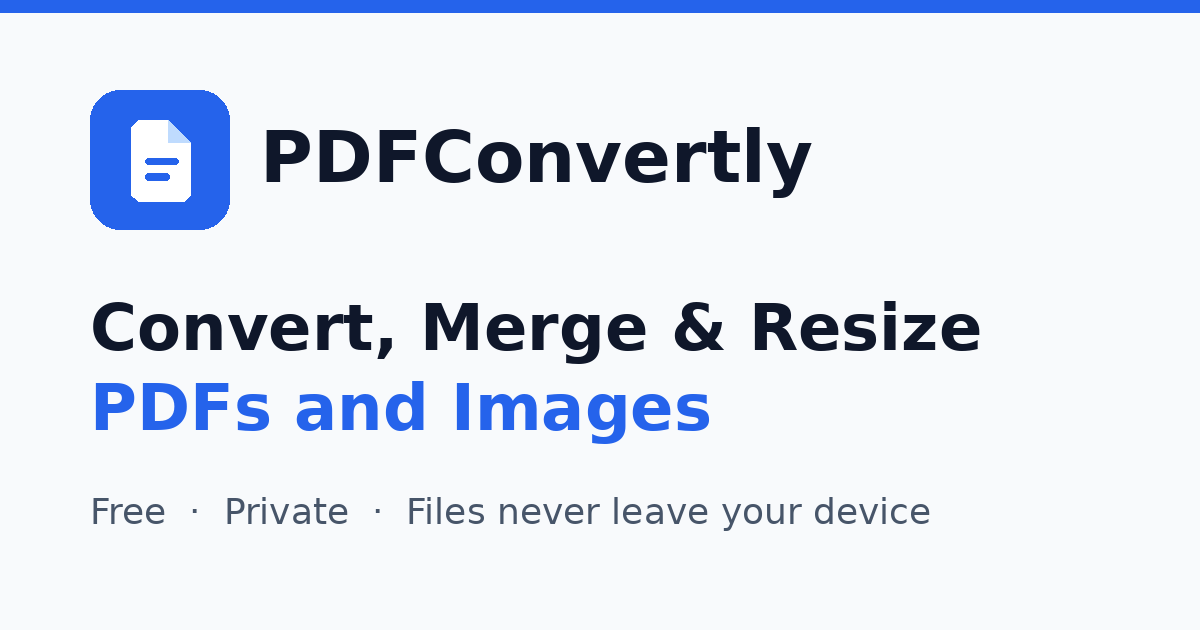 PDFConvertly
Convert, Merge & Resize
PDFs and Images
Free · Private · Files never leave your device